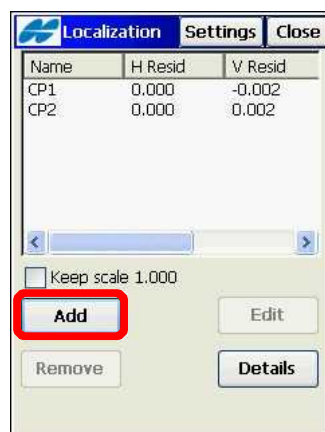 Localization Settings Close
Name H Resid V Resid
CP1 0.000 -0.002
CP2 0.000 0.002
Keep scale 1.000
Add Edit
Remove Details